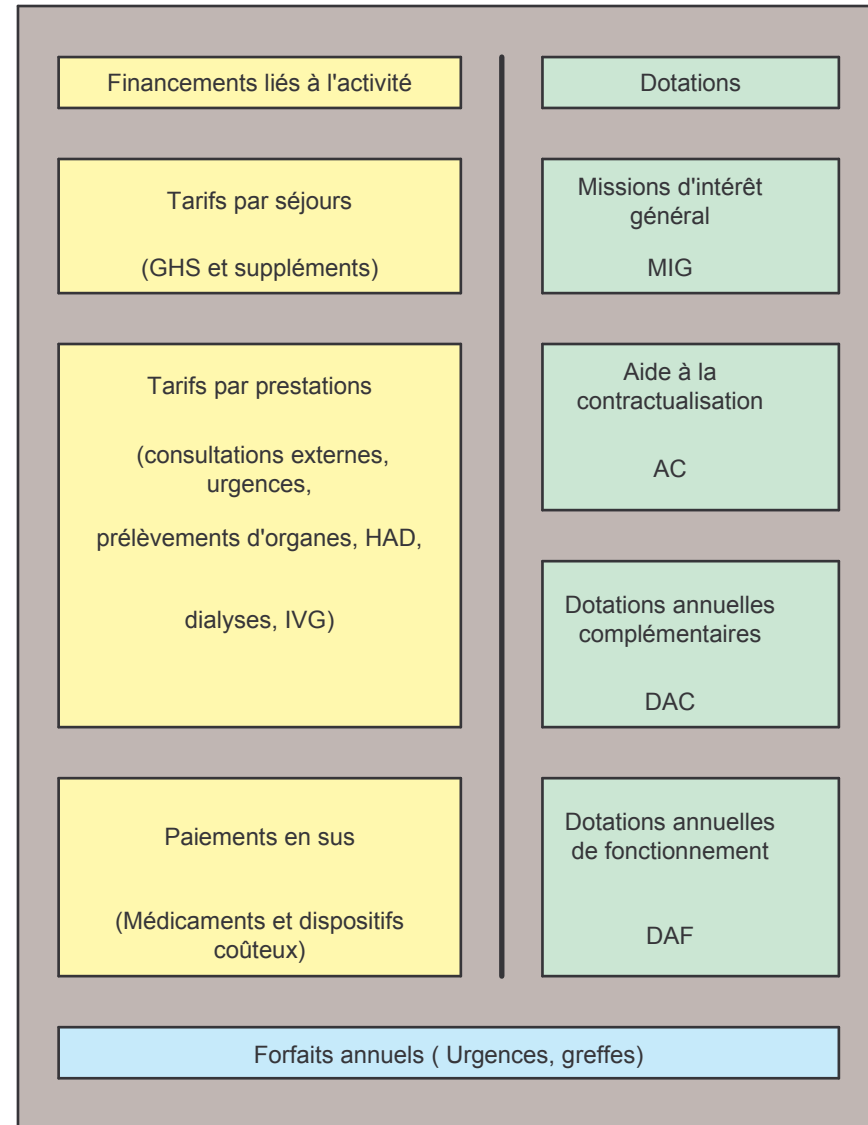 Financements liés à l'activité
Tarifs par séjours
(GHS et suppléments)
Tarifs par prestations
(consultations externes,
urgences,
prélèvements d'organes, HAD,
dialyses, IVG)
Paiements en sus
(Médicaments et dispositifs
coûteux)
Dotations
Missions d'intérêt
général
MIG
Aide à la
contractualisation
AC
Dotations annuelles
complémentaires
DAC
Dotations annuelles
de fonctionnement
DAF
Forfaits annuels ( Urgences, greffes)